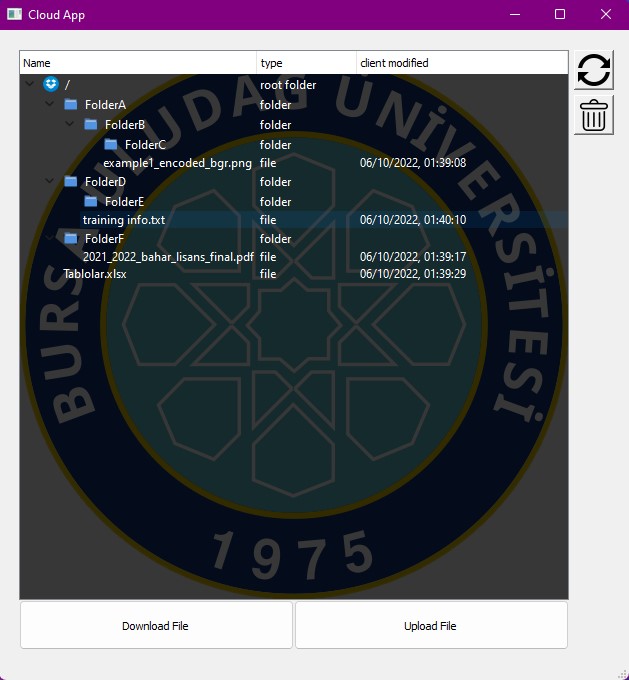 Cloud App
Name type client modified
/ root folder
FolderA folder
FolderB folder
FolderC folder
example1_encoded_bgr.png file 06/10/2022, 01:39:08
FolderD folder
FolderE folder
training info.txt file 06/10/2022, 01:40:10
FolderF folder
2021_2022_bahar_lisans_final.pdf file 06/10/2022, 01:39:17
Tablolar.xlsx file 06/10/2022, 01:39:29
BURSA ULUDAĞ ÜNİVERSİTESİ
1975
Download File Upload File